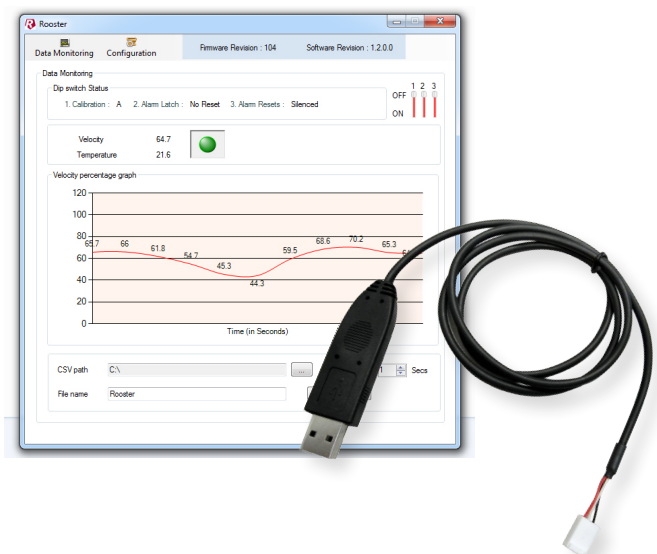 Rooster
Data Monitoring Configuration Firmware Revision : 104 Software Revision : 1.2.0.0
Data Monitoring
Dip switch Status
1 2 3
OFF
1. Calibration : A 2. Alarm Latch : No Reset 3. Alarm Resets : Silenced
ON
Velocity 64.7
Temperature 21.6
Velocity percentage graph
120
100
80
65.7 66 61.8 54.7 45.3 44.3 59.5 68.6 70.2 65.3
60
40
20
0
Time (in Seconds)
CSV path C:\ ... Secs
File name Rooster